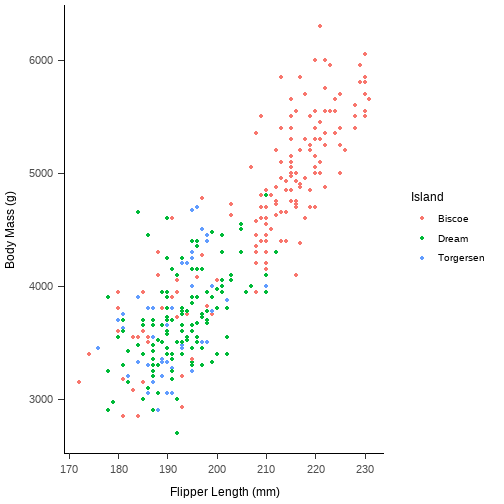 6000
5000
4000
3000
Body Mass (g)
170 180 190 200 210 220 230
Flipper Length (mm)
Island
Biscoe
Dream
Torgersen